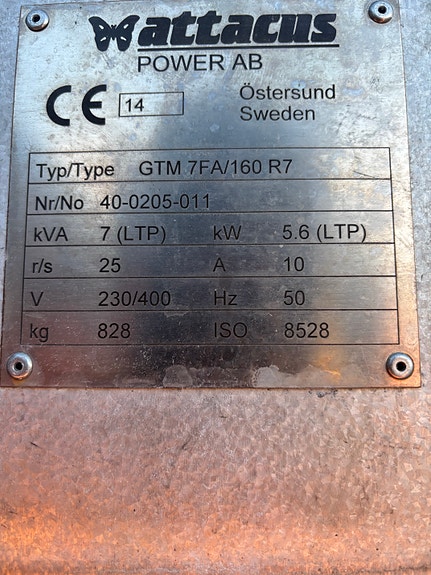 attacus
POWER AB
CE 14 Östersund
Sweden
Typ/Type GTM 7FA/160 R7
Nr/No 40-0205-011
kVA 7 (LTP) kW 5.6 (LTP)
r/s 25 A 10
V 230/400 Hz 50
kg 828 ISO 8528